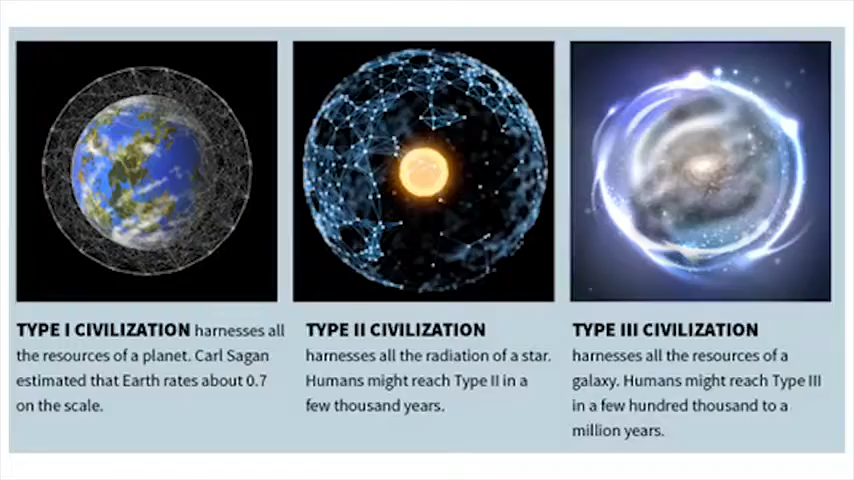 TYPE I CIVILIZATION harnesses all
the resources of a planet. Carl Sagan
estimated that Earth rates about 0.7
on the scale.
TYPE II CIVILIZATION
harnesses all the radiation of a star.
Humans might reach Type II in a
few thousand years.
TYPE III CIVILIZATION
harnesses all the resources of a
galaxy. Humans might reach Type III
in a few hundred thousand to a
million years.